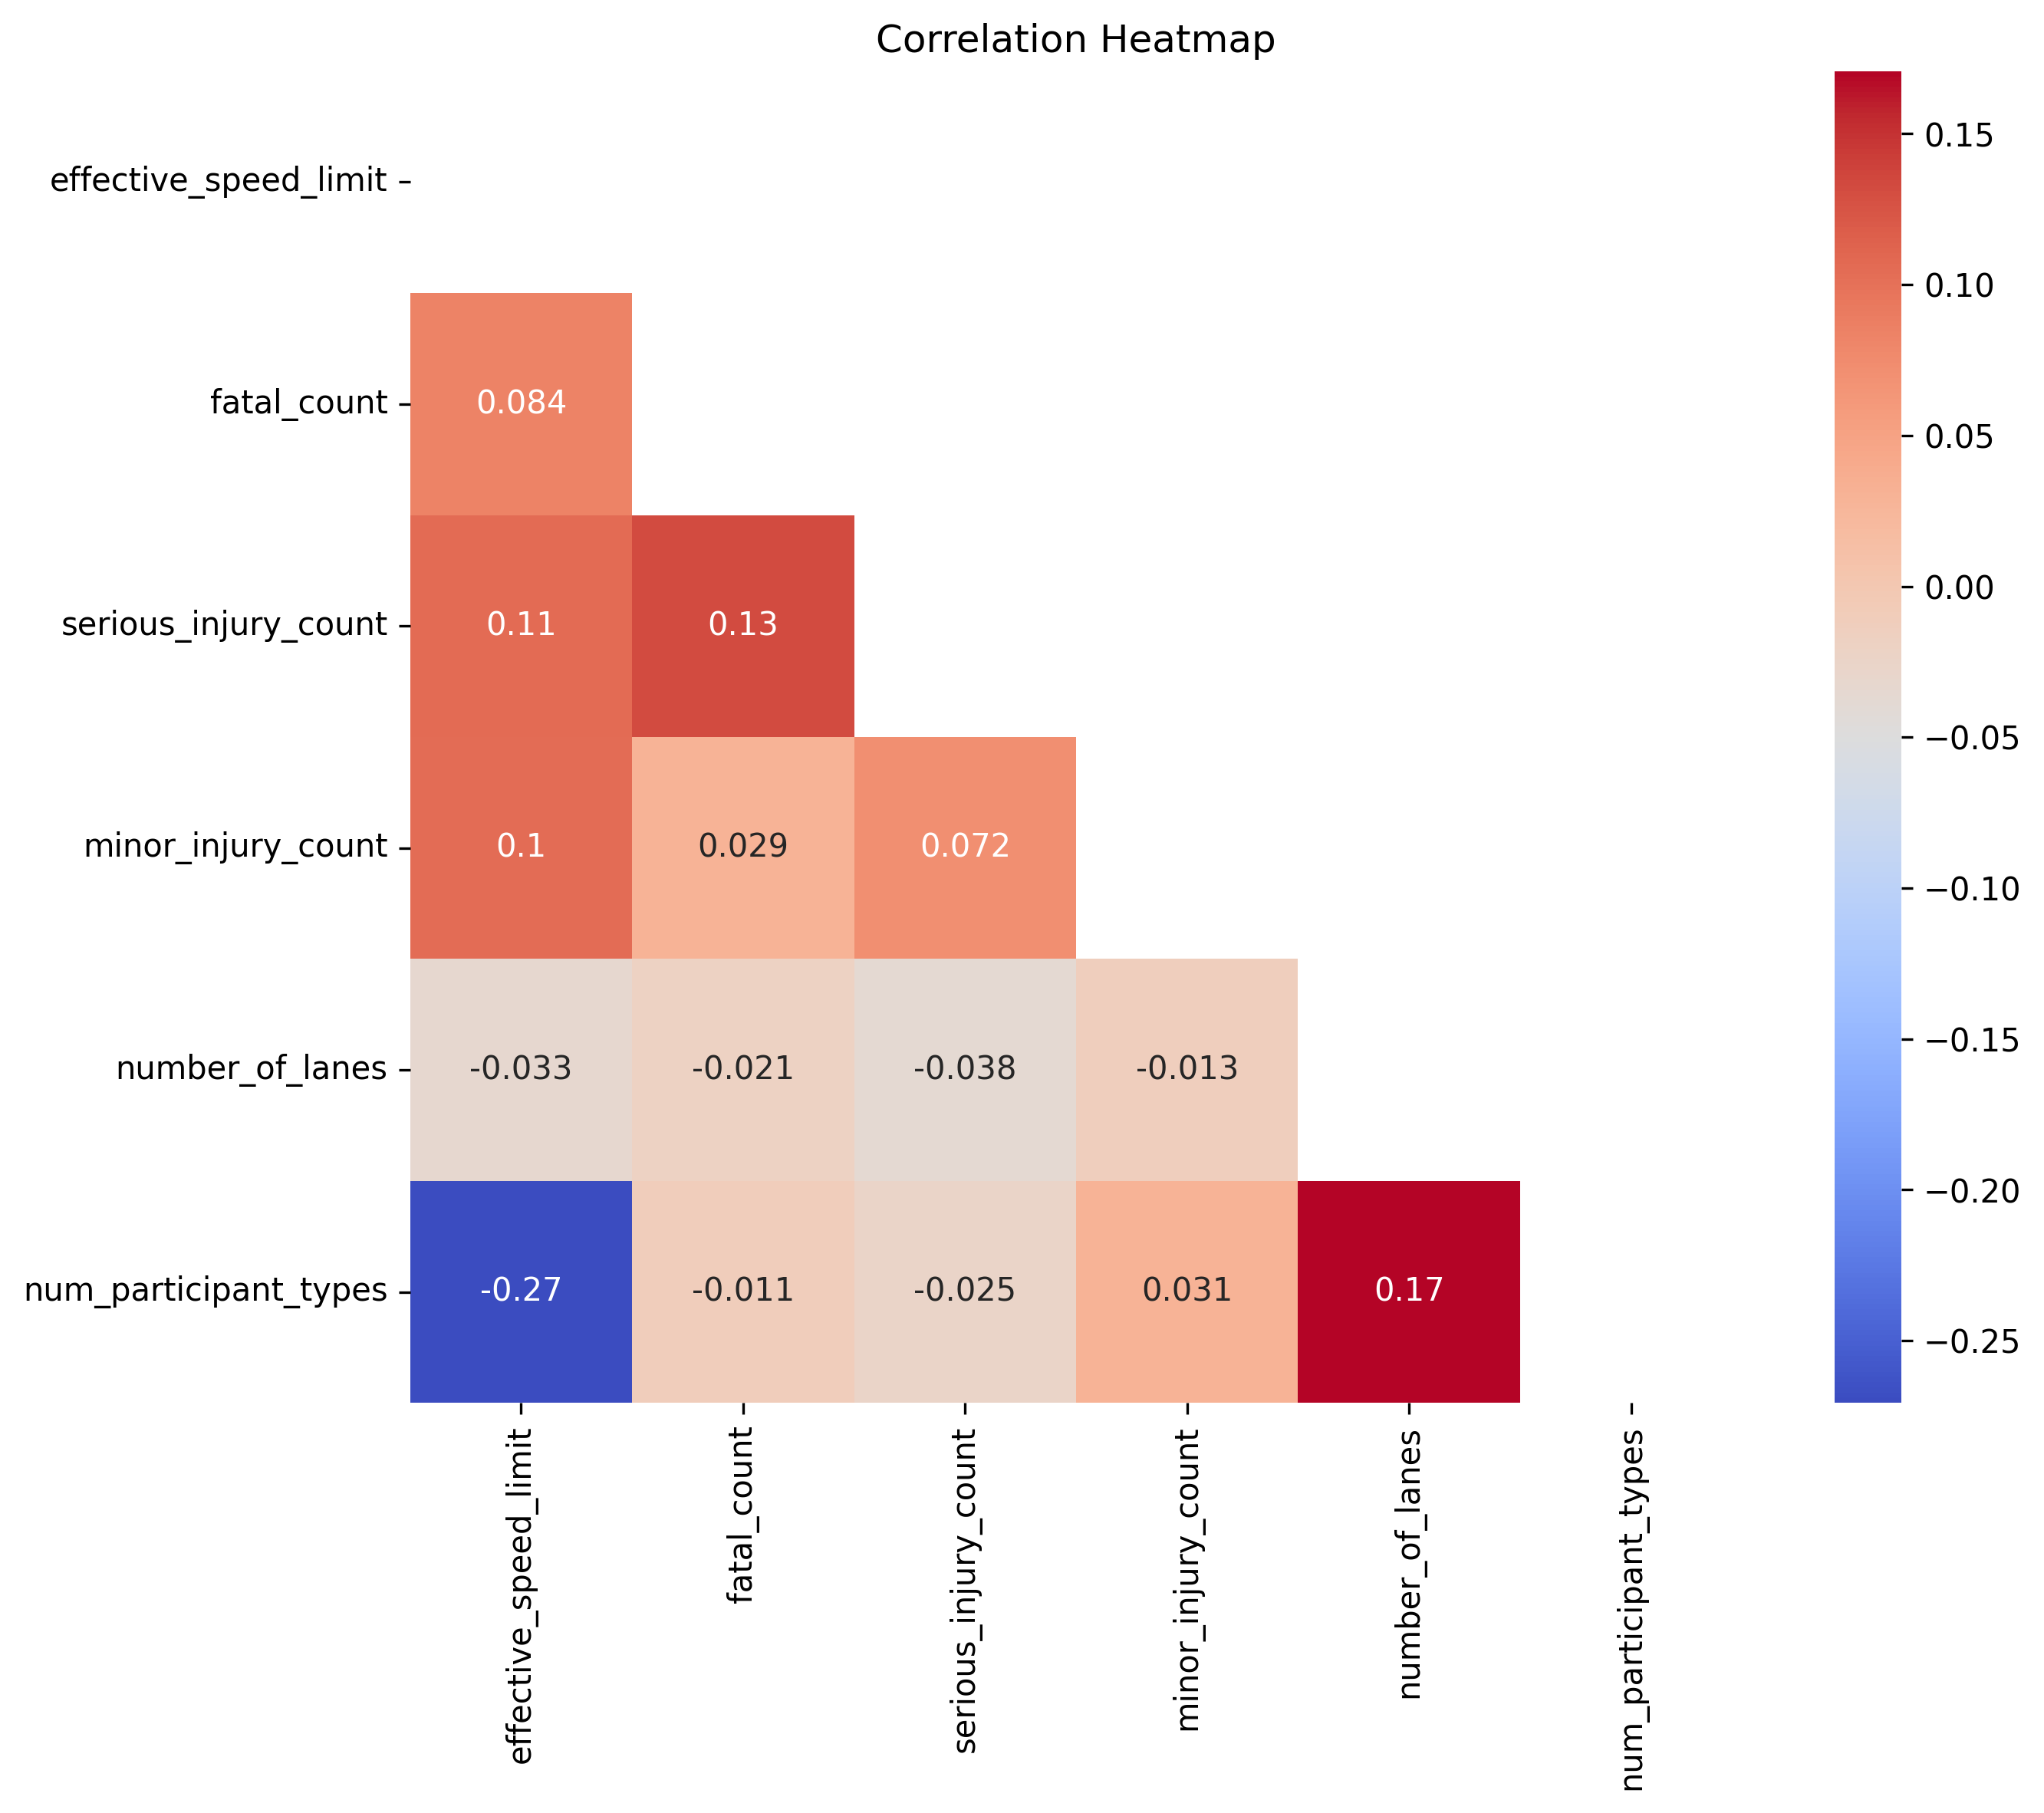 Correlation Heatmap
effective_speed_limit
fatal_count 0.084
serious_injury_count 0.11 0.13
minor_injury_count 0.1 0.029 0.072
number_of_lanes -0.033 -0.021 -0.038 -0.013
num_participant_types -0.27 -0.011 -0.025 0.031 0.17
effective_speed_limit
fatal_count
serious_injury_count
minor_injury_count
number_of_lanes
num_participant_types
0.15
0.10
0.05
0.00
−0.05
−0.10
−0.15
−0.20
−0.25